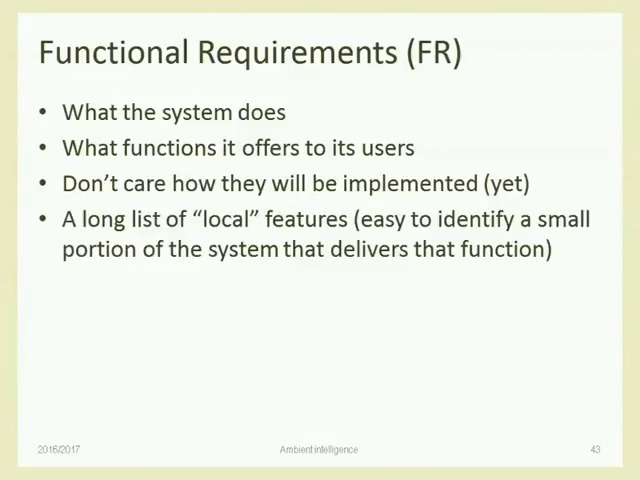 Functional Requirements (FR)
• What the system does
• What functions it offers to its users
• Don’t care how they will be implemented (yet)
• A long list of “local” features (easy to identify a small
portion of the system that delivers that function)
2016/2017
Ambient intelligence
43